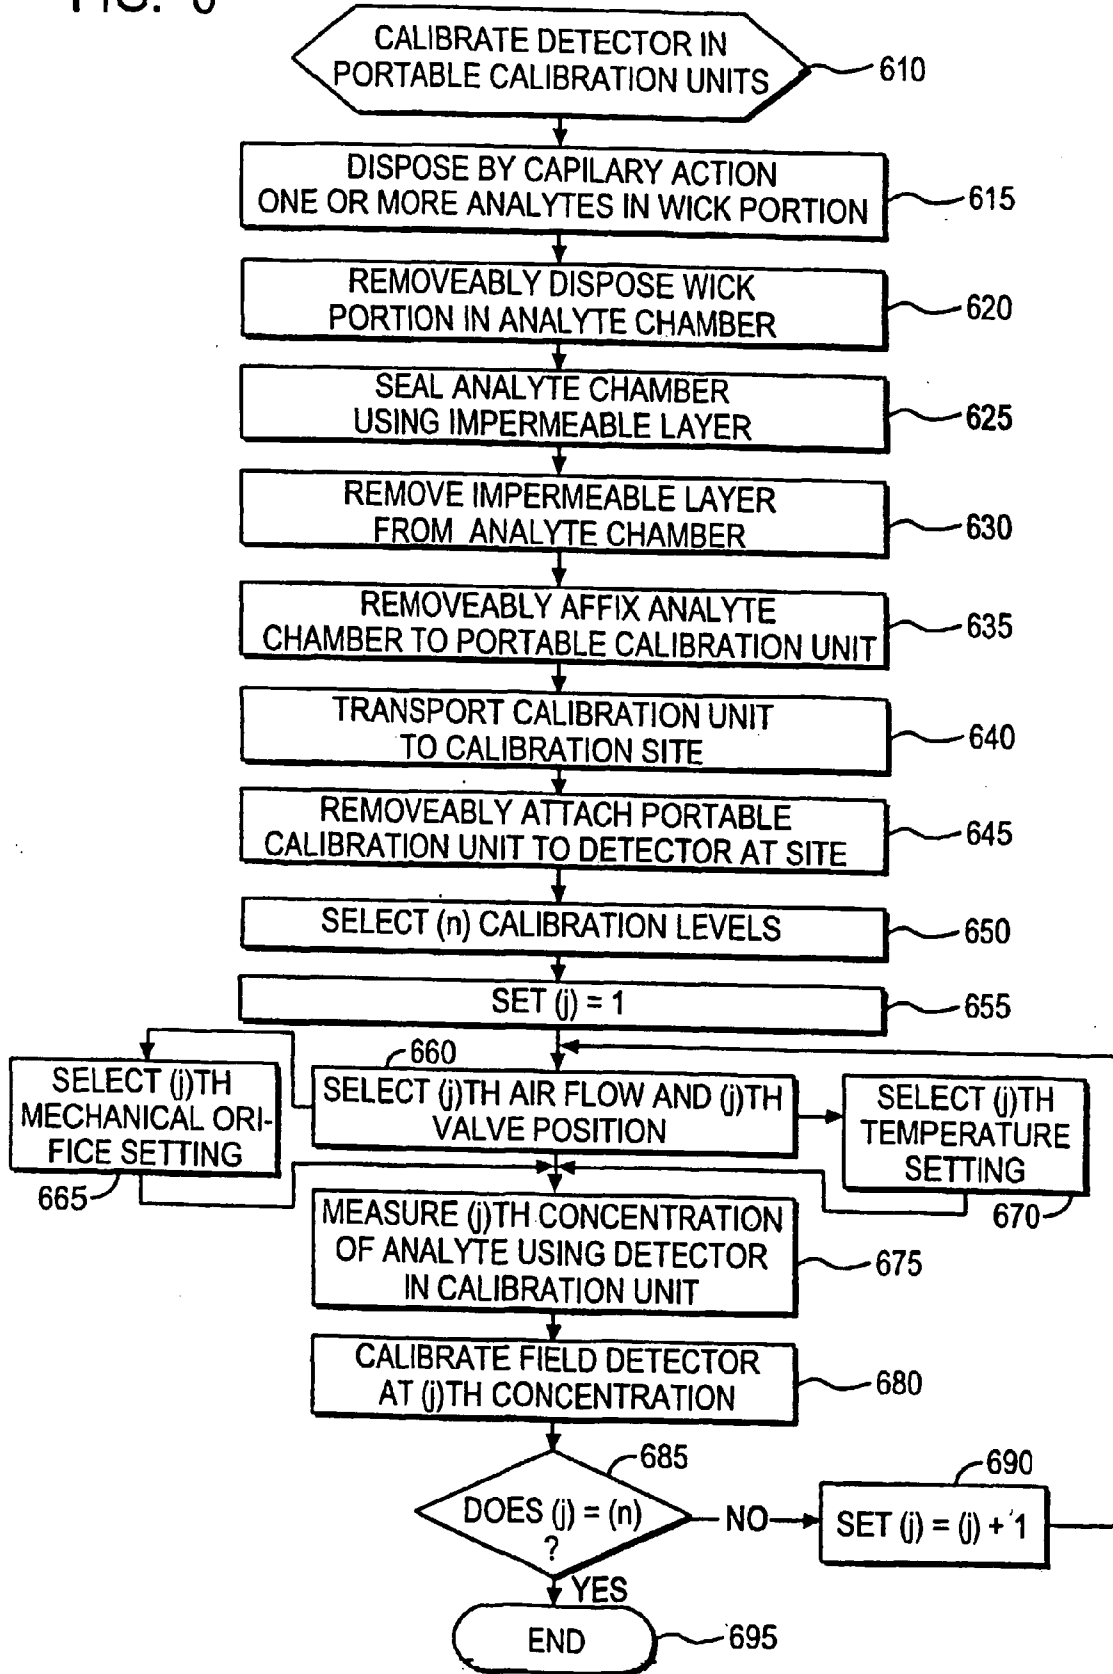 FIG. 6
CALIBRATE DETECTOR IN
PORTABLE CALIBRATION UNITS
610
DISPOSE BY CAPILARY ACTION
ONE OR MORE ANALYTES IN WICK PORTION
615
REMOVEABLY DISPOSE WICK
PORTION IN ANALYTE CHAMBER
620
SEAL ANALYTE CHAMBER
USING IMPERMEABLE LAYER
625
REMOVE IMPERMEABLE LAYER
FROM ANALYTE CHAMBER
630
REMOVEABLY AFFIX ANALYTE
CHAMBER TO PORTABLE CALIBRATION UNIT
635
TRANSPORT CALIBRATION UNIT
TO CALIBRATION SITE
640
REMOVEABLY ATTACH PORTABLE
CALIBRATION UNIT TO DETECTOR AT SITE
645
SELECT (n) CALIBRATION LEVELS
650
SET (j) = 1
655
660
SELECT (j)TH AIR FLOW AND (j)TH
VALVE POSITION
SELECT (j)TH
MECHANICAL ORI-
FICE SETTING
665
SELECT (j)TH
TEMPERATURE
SETTING
670
MEASURE (j)TH CONCENTRATION
OF ANALYTE USING DETECTOR
IN CALIBRATION UNIT
675
CALIBRATE FIELD DETECTOR
AT (j)TH CONCENTRATION
680
685
DOES (j) = (n)
?
NO
690
SET (j) = (j) + 1
YES
END
695